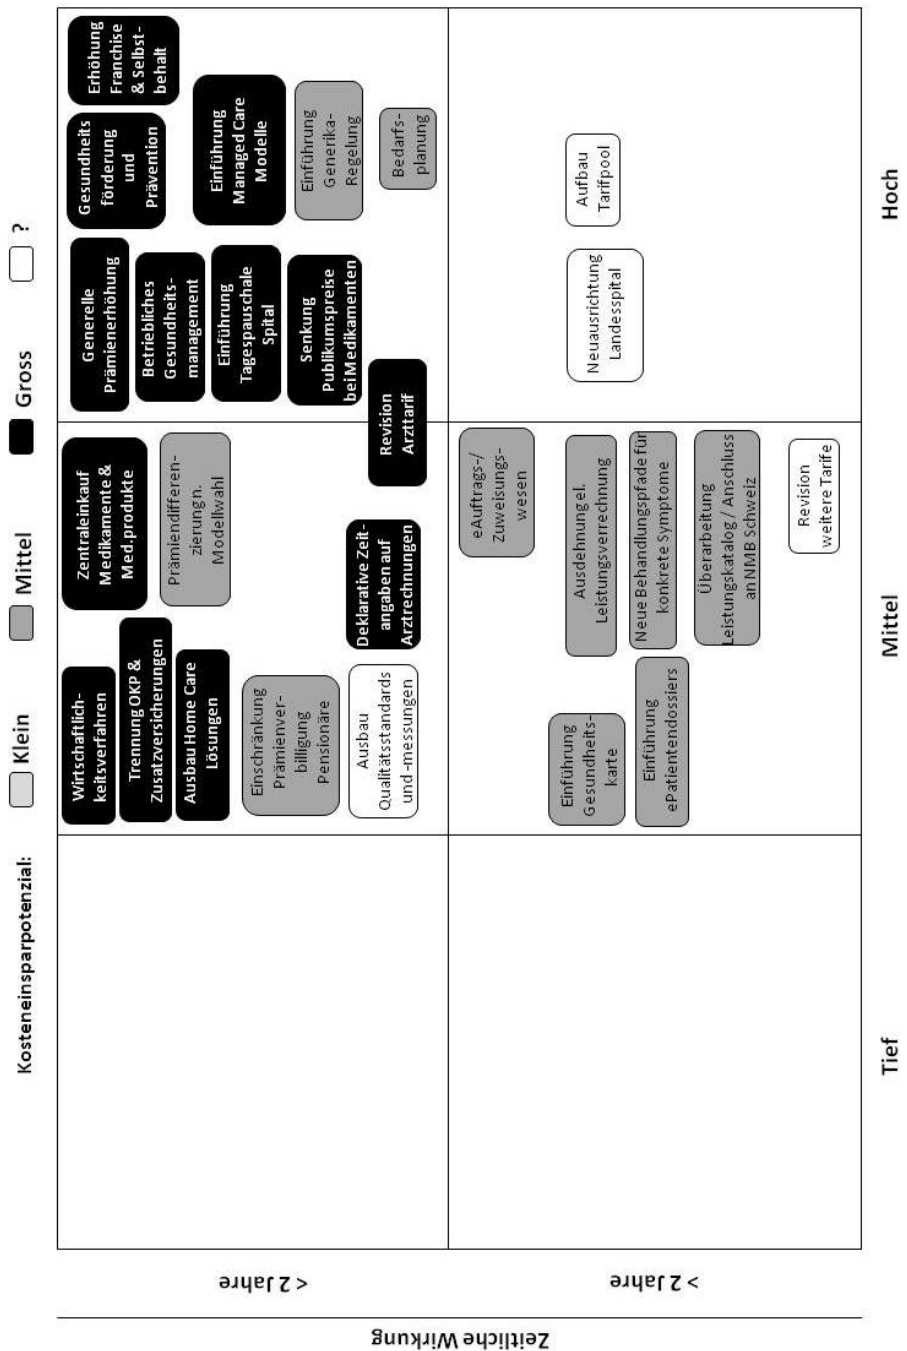 Kosteneinsparpotenzial:
Klein
Mittel
Gross
?
Zeitliche Wirkung
< 2 Jahre
Wirtschaftlich-
keitsverfahren
Trennung OKP &
Zusatzversicherungen
Ausbau Home Care
Lösungen
Einschränkung
Prämienver-
billigung
Pensionäre
Ausbau
Qualitätsstandards
und -messungen
Zentraleinkauf
Medikamente &
Med.produkte
Prämiendifferen-
zierung n.
Modellwahl
Deklarative Zeit-
angaben auf
Arztrechnungen
Revision
Arzttarif
Generelle
Prämienerhöhung
Betriebliches
Gesundheits-
management
Einführung
Tagespauschale
Spital
Senkung
Publikumspreise
bei Medikamenten
Gesundheits
förderung
und
Prävention
Erhöhung
Franchise
& Selbst-
behalt
Einführung
Managed Care
Modelle
Einführung
Generika-
Regelung
Bedarfs-
planung
> 2 Jahre
Einführung
Gesundheits-
karte
Einführung
ePatientendossiers
eAuftrags-/
Zuweisungs-
wesen
Ausdehnung el.
Leistungsverrechnung
Neue Behandlungspfade für
konkrete Symptome
Überarbeitung
Leistungskatalog / Anschluss
an NMB Schweiz
Revision
weitere Tarife
Neuausrichtung
Landesspital
Aufbau
Tarifpool
Tief
Mittel
Hoch